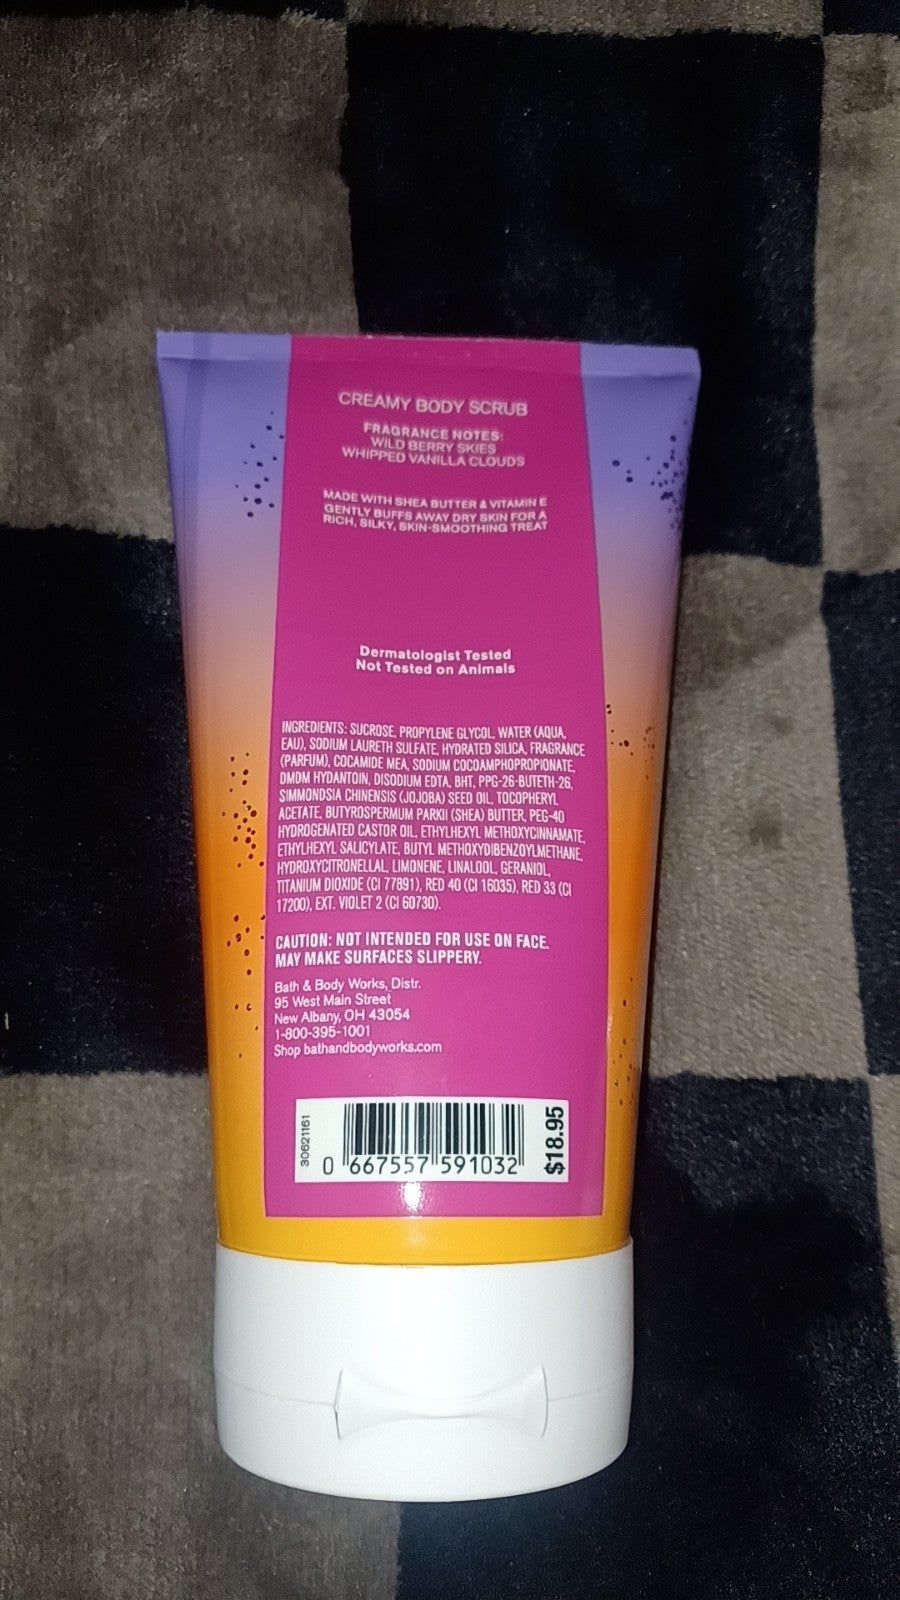 CREAMY BODY SCRUB
FRAGRANCE NOTES:
WILD BERRY SKIES
WHIPPED VANILLA CLOUDS
MADE WITH SHEA BUTTER & VITAMIN E
GENTLY BUFFS AWAY DRY SKIN FOR A
RICH, SILKY, SKIN-SMOOTHING TREAT
Dermatologist Tested
Not Tested on Animals
INGREDIENTS: SUCROSE, PROPYLENE GLYCOL, WATER (AQUA,
EAU), SODIUM LAURETH SULFATE, HYDRATED SILICA, FRAGRANCE
(PARFUM), COCAMIDE MEA, SODIUM COCOAMPHOPROPIONATE,
DMDM HYDANTOIN, DISODIUM EDTA, BHT, PPG-26-BUTETH-26,
SIMMONDSIA CHINENSIS (JOJOBA) SEED OIL, TOCOPHERYL
ACETATE, BUTYROSPERMUM PARKII (SHEA) BUTTER, PEG-40
HYDROGENATED CASTOR OIL, ETHYLHEXYL METHOXYCINNAMATE,
ETHYLHEXYL SALICYLATE, BUTYL METHOXYDIBENZOYLMETHANE,
HYDROXYCITRONELLAL, LIMONENE, LINALOOL, GERANIOL,
TITANIUM DIOXIDE (CI 77891), RED 40 (CI 16035), RED 33 (CI
17200), EXT. VIOLET 2 (CI 60730).
CAUTION: NOT INTENDED FOR USE ON FACE.
MAY MAKE SURFACES SLIPPERY.
Bath & Body Works, Distr.
95 West Main Street
New Albany, OH 43054
1-800-395-1001
Shop bathandbodyworks.com
30621161
0 667557 591032
$18.95